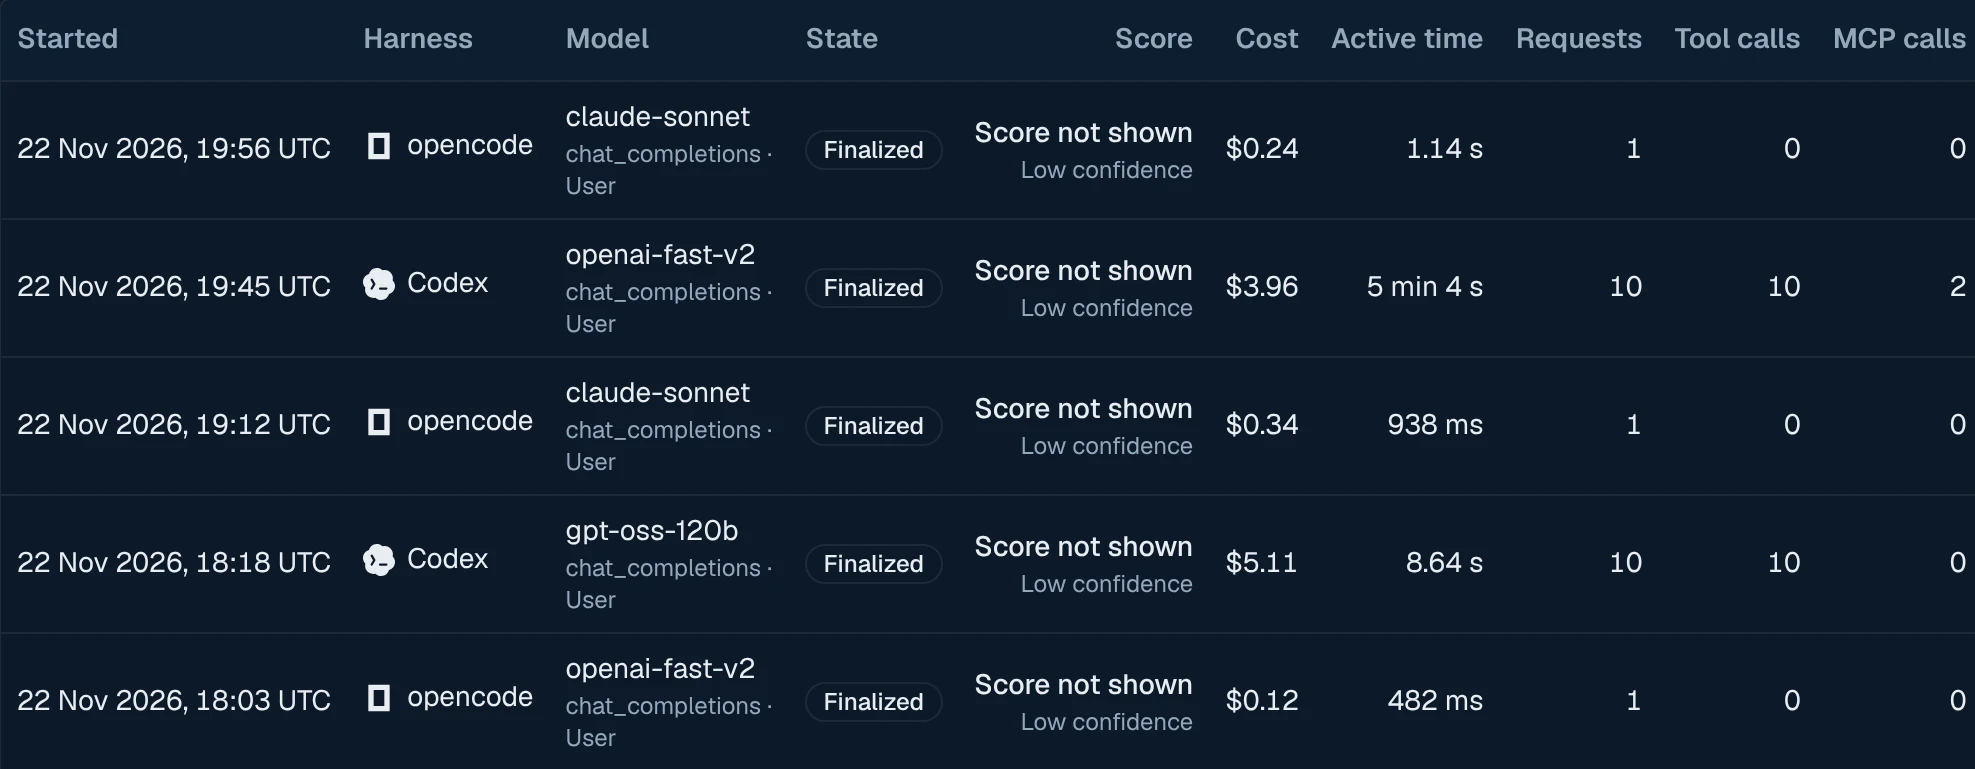 Started Harness Model State Score Cost Active time Requests Tool calls MCP calls
22 Nov 2026, 19:56 UTC opencode claude-sonnet Finalized Score not shown $0.24 1.14 s 1 0 0
chat_completions · Low confidence
User
22 Nov 2026, 19:45 UTC Codex openai-fast-v2 Finalized Score not shown $3.96 5 min 4 s 10 10 2
chat_completions · Low confidence
User
22 Nov 2026, 19:12 UTC opencode claude-sonnet Finalized Score not shown $0.34 938 ms 1 0 0
chat_completions · Low confidence
User
22 Nov 2026, 18:18 UTC Codex gpt-oss-120b Finalized Score not shown $5.11 8.64 s 10 10 0
chat_completions · Low confidence
User
22 Nov 2026, 18:03 UTC opencode openai-fast-v2 Finalized Score not shown $0.12 482 ms 1 0 0
chat_completions · Low confidence
User